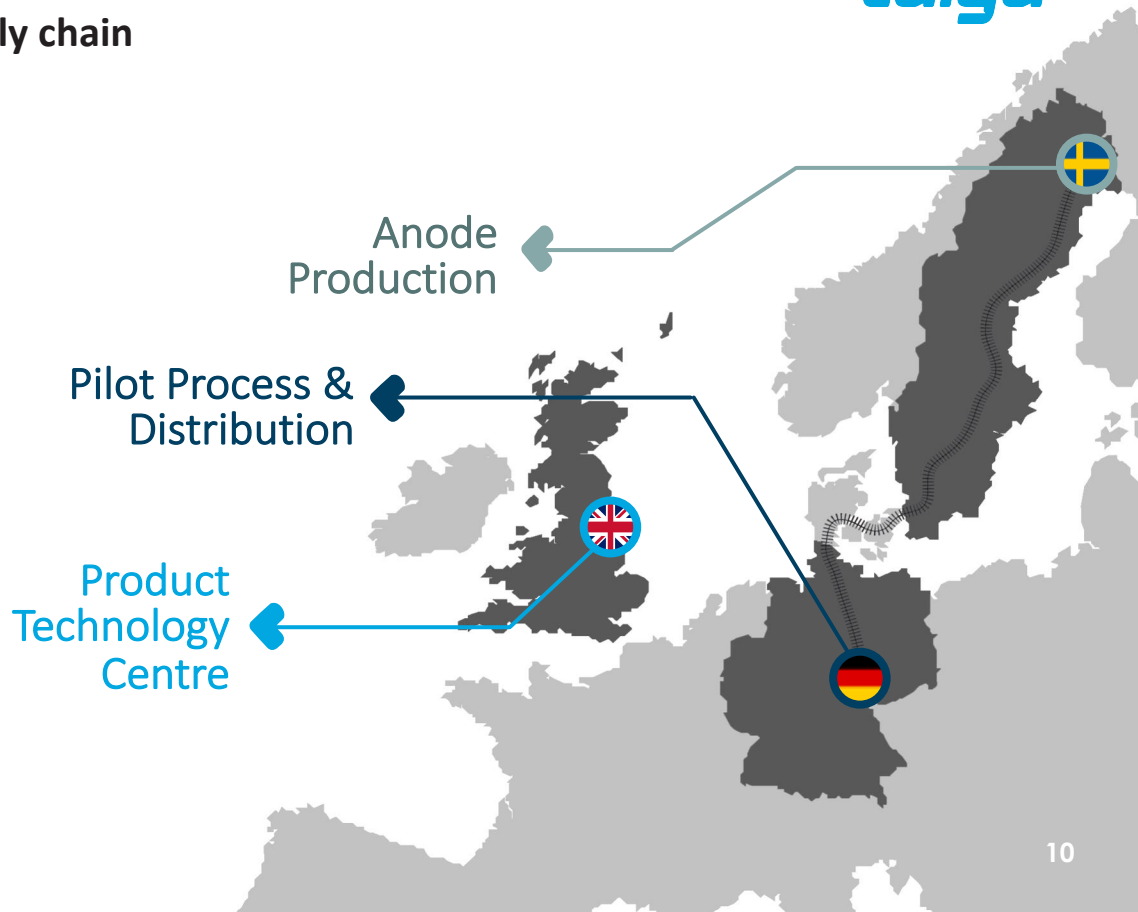 ly chain
Anode
Production
Pilot Process &
Distribution
Product
Technology
Centre
10